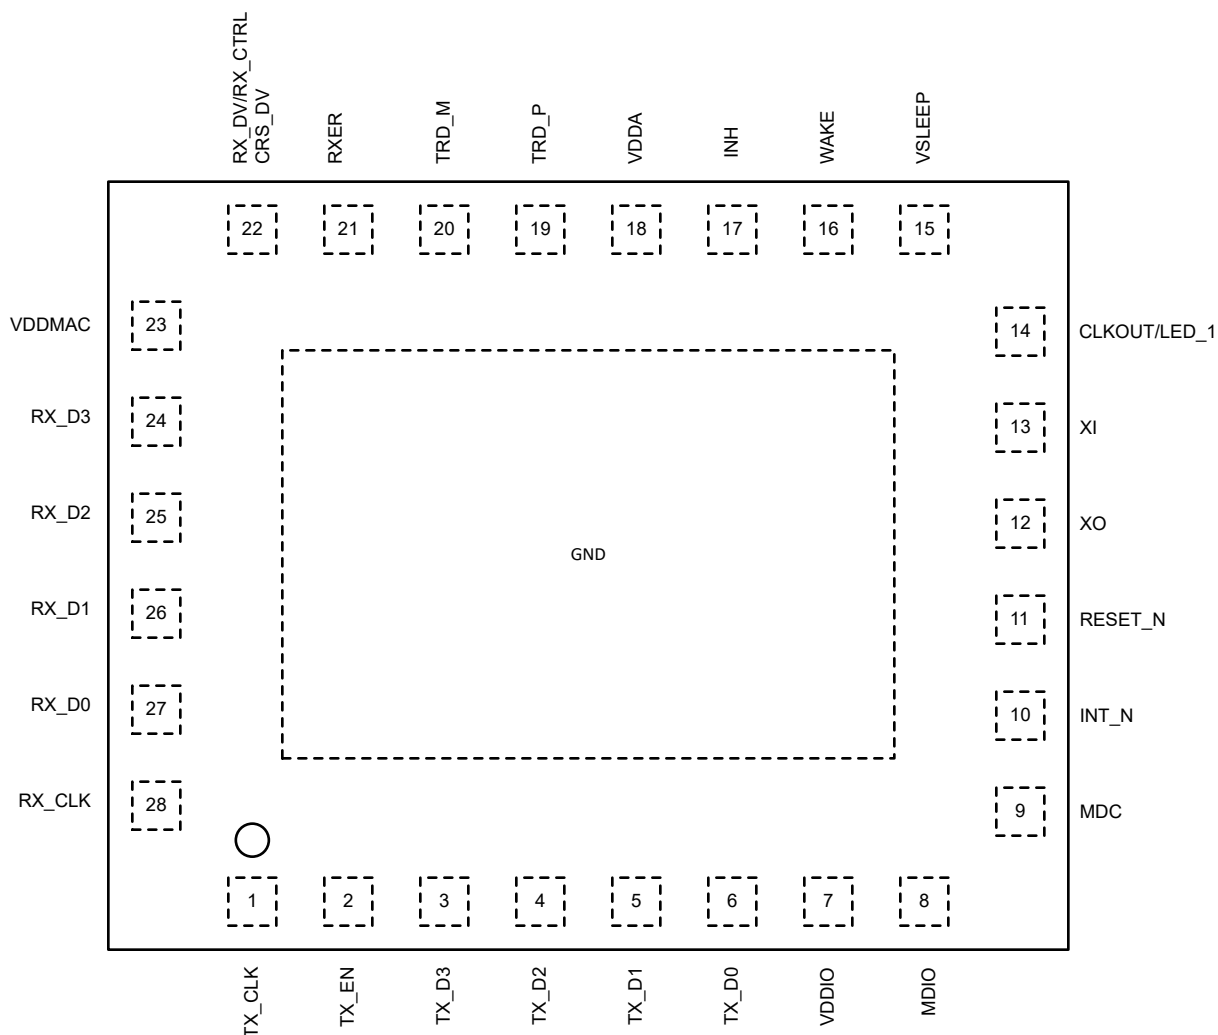 RX_DV/RX_CTRL
CRS_DV
RXER
TRD_M
TRD_P
VDDA
INH
WAKE
VSLEEP
22
21
20
19
18
17
16
15
VDDMAC
23
14
CLKOUT/LED_1
RX_D3
24
13
XI
RX_D2
25
12
XO
GND
RX_D1
26
11
RESET_N
RX_D0
27
10
INT_N
RX_CLK
28
9
MDC
1
2
3
4
5
6
7
8
TX_CLK
TX_EN
TX_D3
TX_D2
TX_D1
TX_D0
VDDIO
MDIO